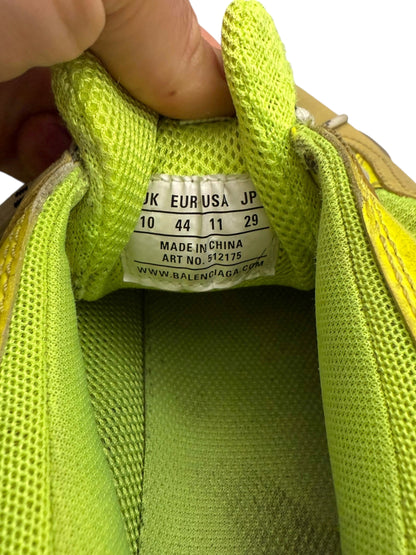 UK EUR USA JP
10 44 11 29
MADE IN CHINA
ART NO. 512175
WWW.BALENCIAGA.COM